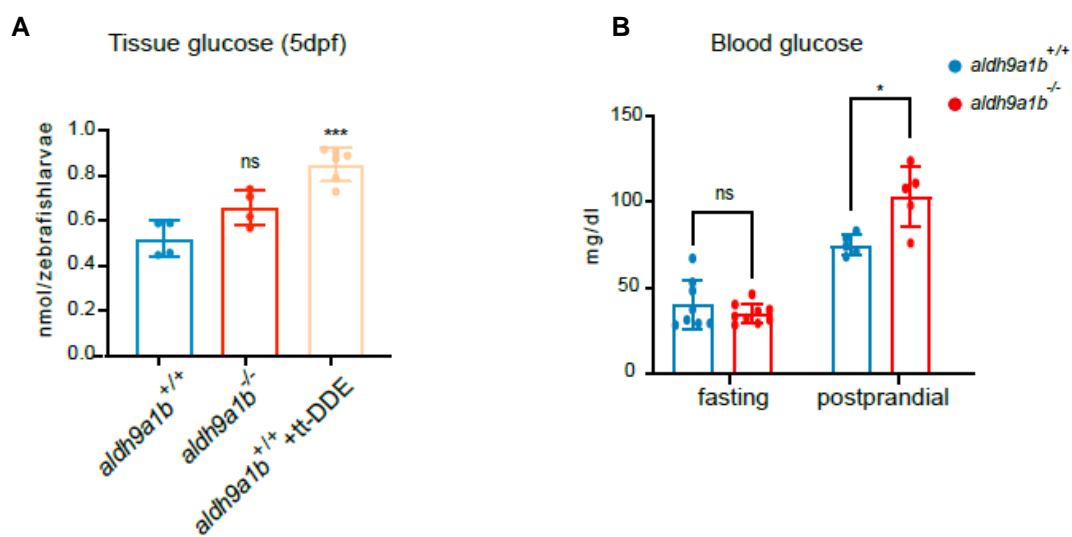 A
Tissue glucose (5dpf)
nmol/zebrafishlarvae
1.0
0.8
0.6
0.4
0.2
0.0
ns
***
aldh9a1b+/+
aldh9a1b-/-
aldh9a1b+/+ +tt-DDE
B
Blood glucose
aldh9a1b+/+
aldh9a1b-/-
mg/dl
150
100
50
0
ns
*
fasting
postprandial